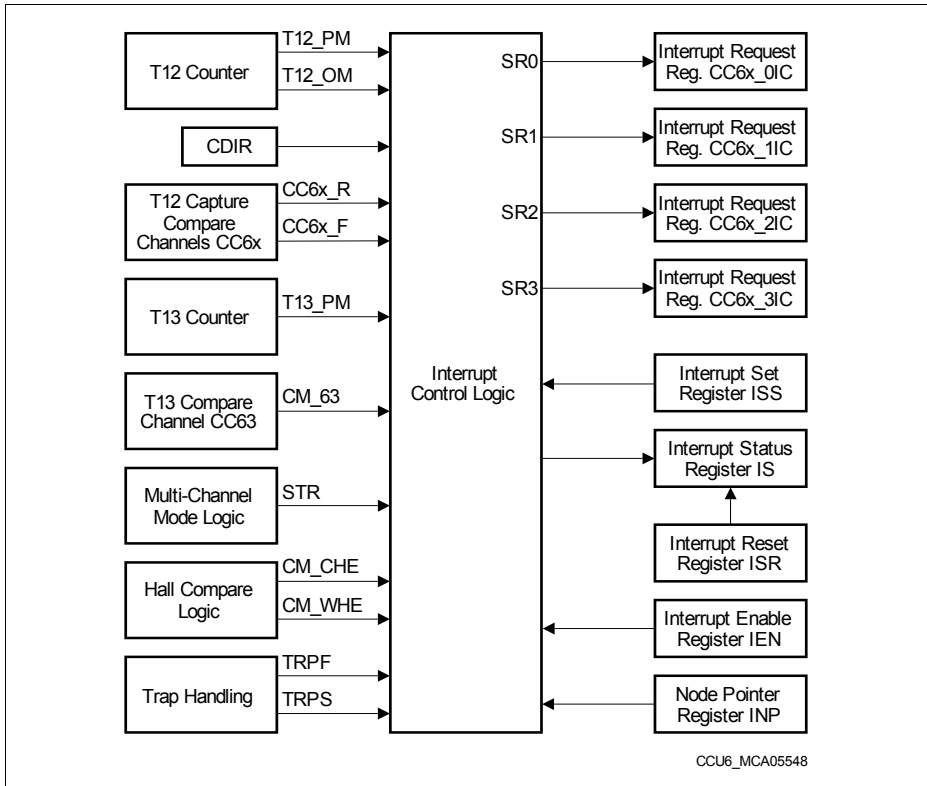 T12 Counter
T12_PM
T12_OM
CDIR
T12 Capture
Compare
Channels CC6x
CC6x_R
CC6x_F
T13 Counter
T13_PM
T13 Compare
Channel CC63
CM_63
Multi-Channel
Mode Logic
STR
Hall Compare
Logic
CM_CHE
CM_WHE
Trap Handling
TRPF
TRPS
Interrupt
Control Logic
SR0
SR1
SR2
SR3
Interrupt Request
Reg. CC6x_0IC
Interrupt Request
Reg. CC6x_1IC
Interrupt Request
Reg. CC6x_2IC
Interrupt Request
Reg. CC6x_3IC
Interrupt Set
Register ISS
Interrupt Status
Register IS
Interrupt Reset
Register ISR
Interrupt Enable
Register IEN
Node Pointer
Register INP
CCU6_MCA05548